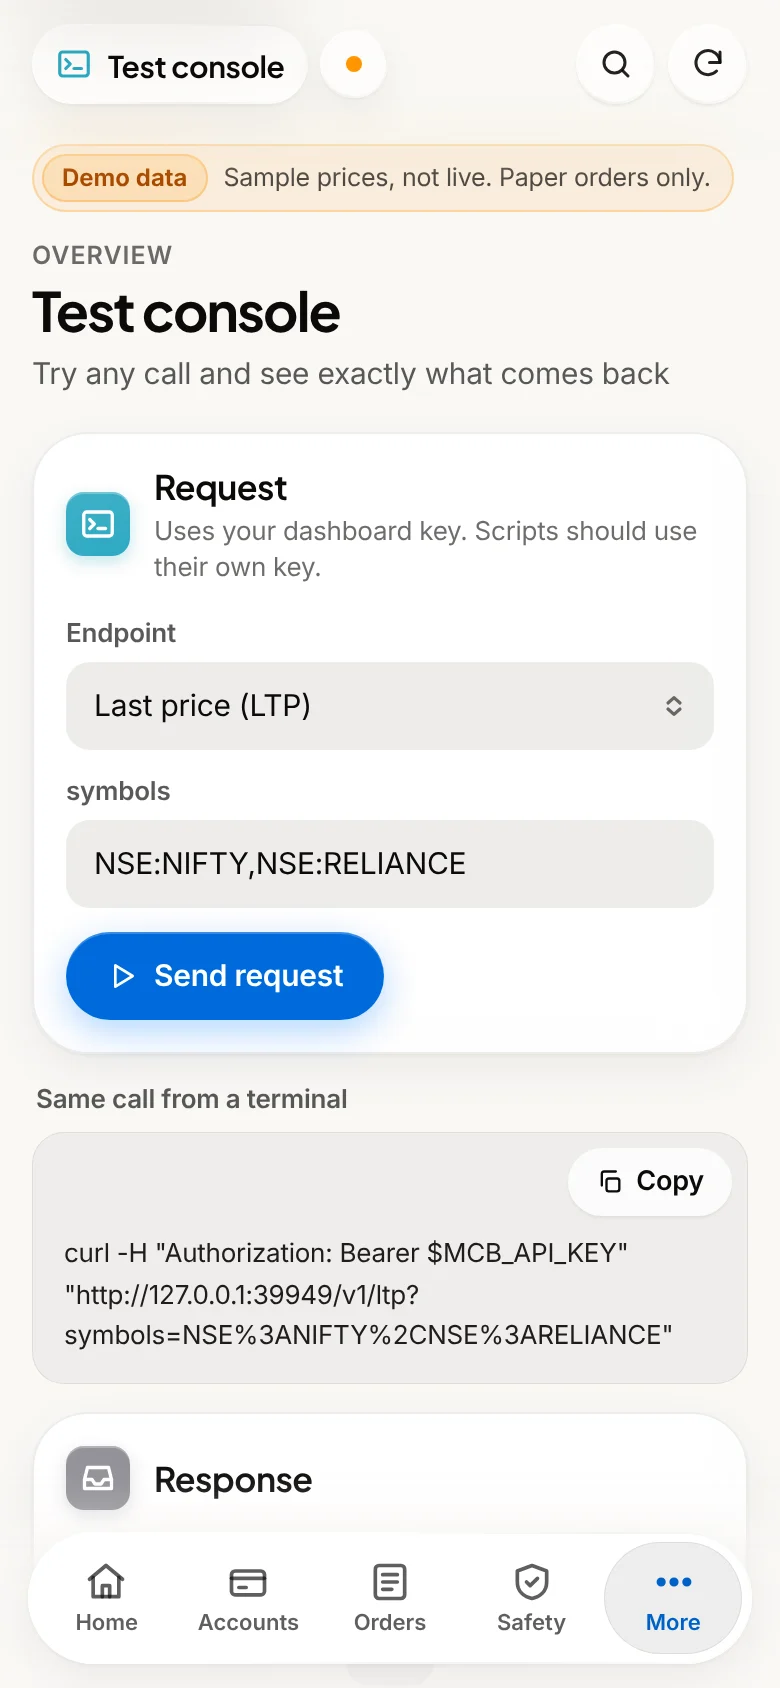 Test console
Demo data Sample prices, not live. Paper orders only.
OVERVIEW
Test console
Try any call and see exactly what comes back
Request
Uses your dashboard key. Scripts should use
their own key.
Endpoint
Last price (LTP)
symbols
NSE:NIFTY,NSE:RELIANCE
Send request
Same call from a terminal
Copy
curl -H "Authorization: Bearer $MCB_API_KEY"
"http://127.0.0.1:39949/v1/ltp?
symbols=NSE%3ANIFTY%2CNSE%3ARELIANCE"
Response
Home Accounts Orders Safety More